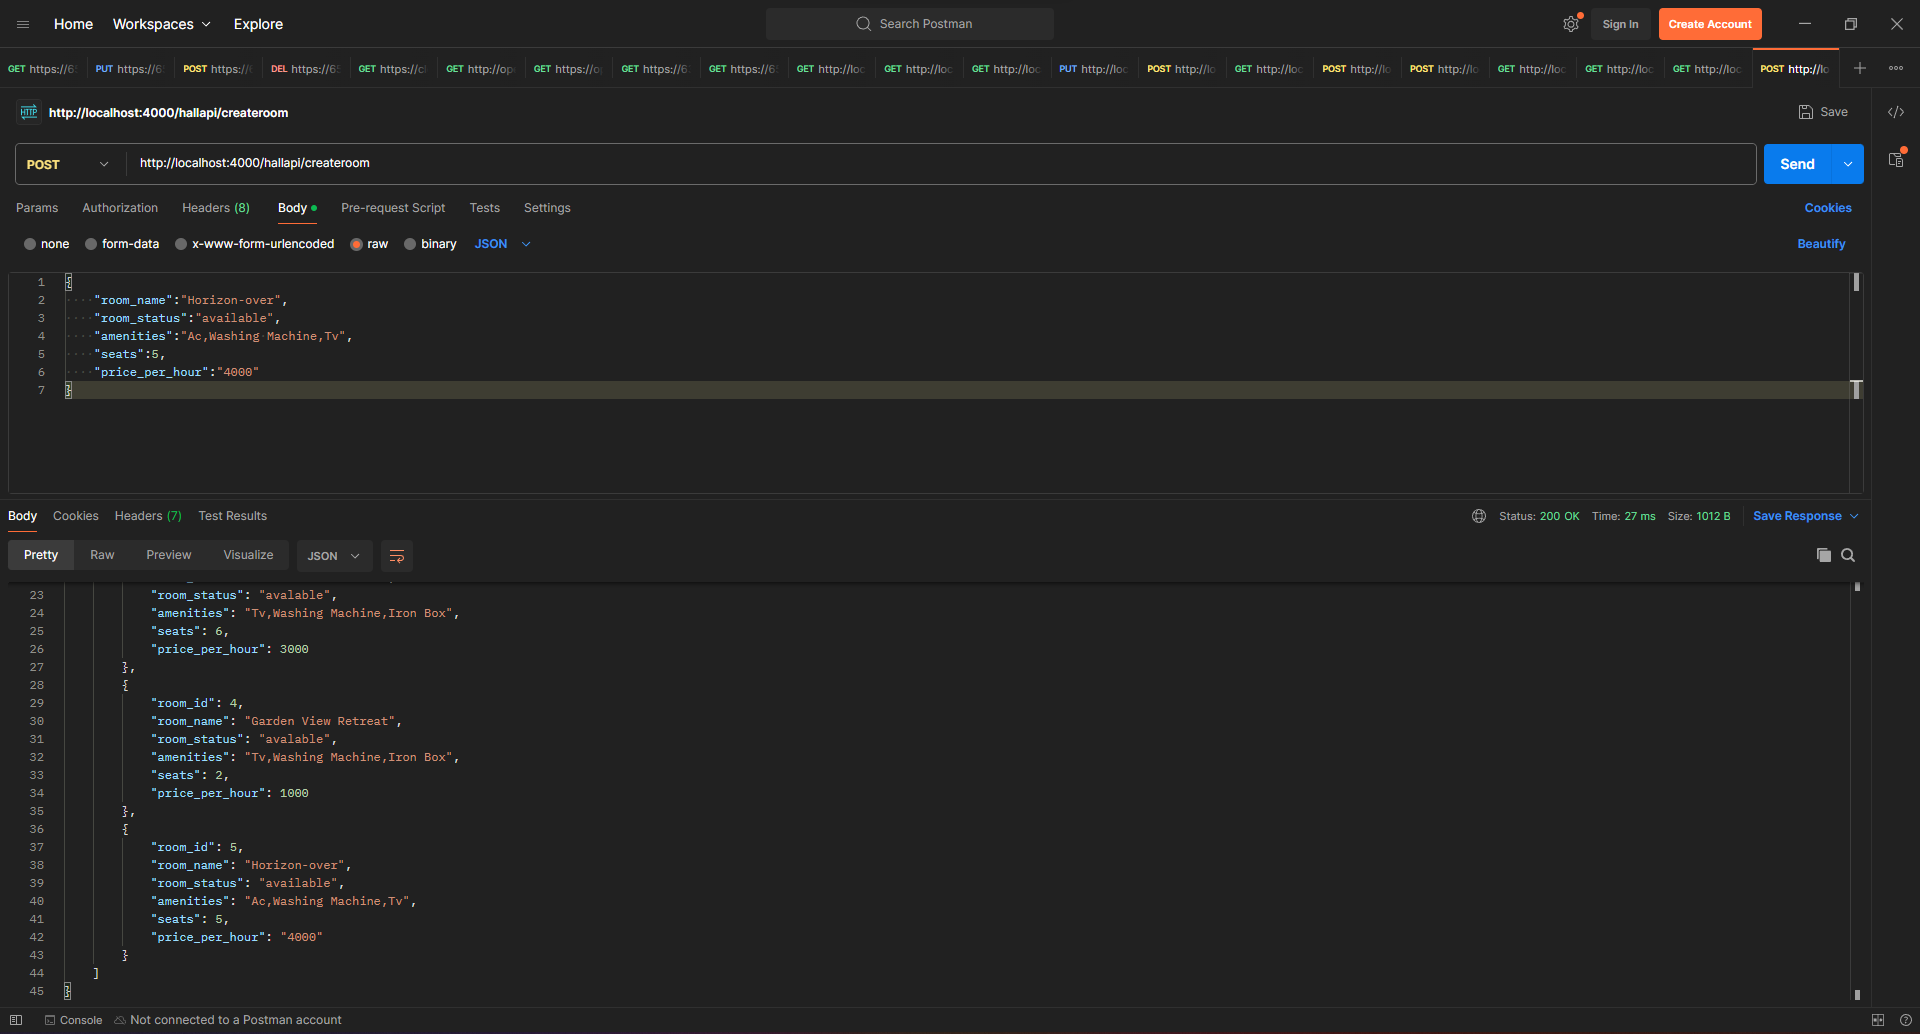 Home Workspaces Explore Search Postman Sign In Create Account
GET https://6 PUT https://6 POST https:// DEL https://6 GET https://c GET http://op GET https://o GET https://6 GET https://6 GET http://loc GET http://loc GET http://loc PUT http://loc POST http://lo GET http://loc POST http://lo POST http://lo GET http://loc GET http://loc GET http://loc POST http://lo
HTTP http://localhost:4000/hallapi/createroom Save
POST http://localhost:4000/hallapi/createroom Send
Params Authorization Headers (8) Body Pre-request Script Tests Settings Cookies
none form-data x-www-form-urlencoded raw binary JSON Beautify
1 {
2 "room_name":"Horizon-over",
3 "room_status":"available",
4 "amenities":"Ac,Washing Machine,Tv",
5 "seats":5,
6 "price_per_hour":"4000"
7 }
Body Cookies Headers (7) Test Results Status: 200 OK Time: 27 ms Size: 1012 B Save Response
Pretty Raw Preview Visualize JSON
23 "room_status": "avalable",
24 "amenities": "Tv,Washing Machine,Iron Box",
25 "seats": 6,
26 "price_per_hour": 3000
27 },
28 {
29 "room_id": 4,
30 "room_name": "Garden View Retreat",
31 "room_status": "avalable",
32 "amenities": "Tv,Washing Machine,Iron Box",
33 "seats": 2,
34 "price_per_hour": 1000
35 },
36 {
37 "room_id": 5,
38 "room_name": "Horizon-over",
39 "room_status": "available",
40 "amenities": "Ac,Washing Machine,Tv",
41 "seats": 5,
42 "price_per_hour": "4000"
43 }
44 ]
45 }
Console Not connected to a Postman account